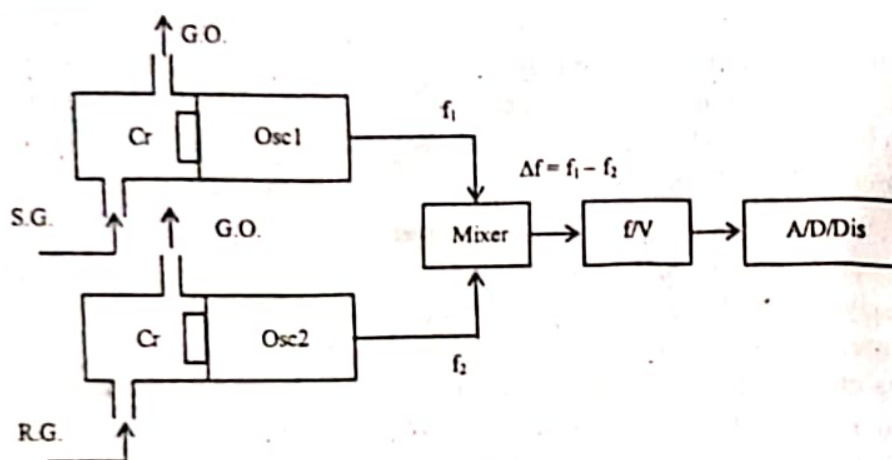 G.O.
Cr Osc1
f₁
Δf = f₁ – f₂
S.G.
G.O.
Mixer
f/V
A/D/Dis
Cr Osc2
f₂
R.G.